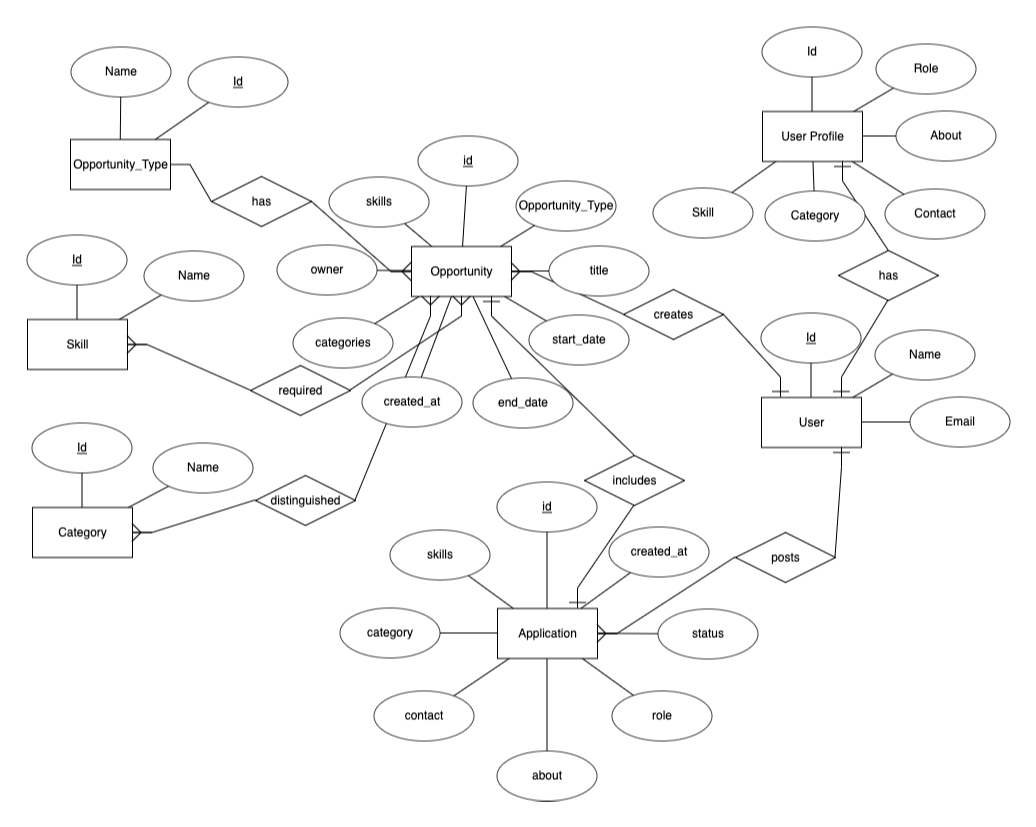 Id
Role
Name
Id
User Profile
About
Opportunity_Type
id
has
skills
Opportunity_Type
Skill
Category
Contact
Id
Name
owner
Opportunity
title
has
creates
Id
Skill
categories
start_date
Name
required
created_at
end_date
User
Email
Id
Name
includes
distinguished
id
Category
skills
created_at
posts
category
Application
status
contact
role
about